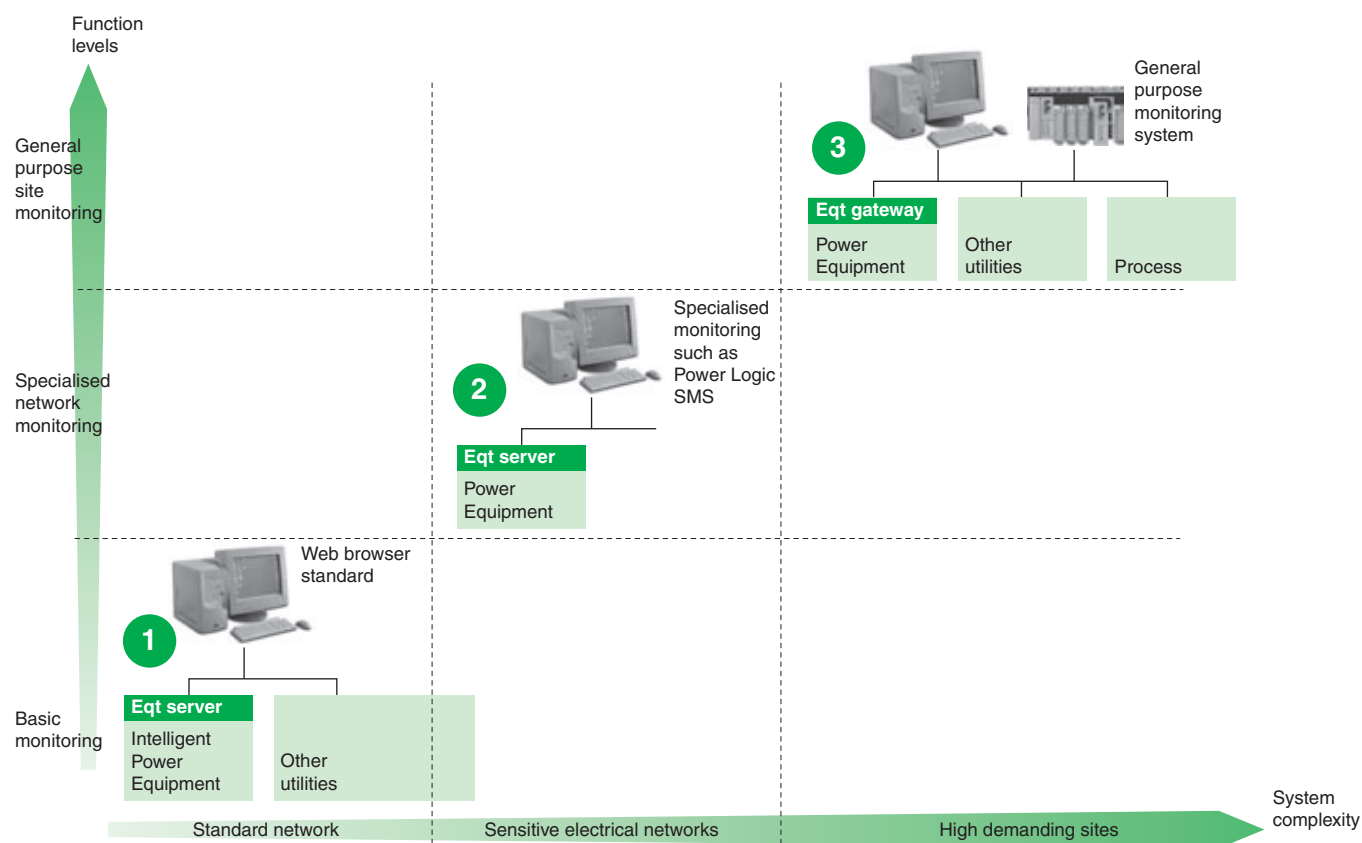 Function
levels
General
purpose
site
monitoring
General
purpose
monitoring
system
3
Eqt gateway
Power
Equipment
Other
utilities
Process
Specialised
network
monitoring
Specialised
monitoring
such as
Power Logic
SMS
2
Eqt server
Power
Equipment
Web browser
standard
1
Basic
monitoring
Eqt server
Intelligent
Power
Equipment
Other
utilities
Standard network
Sensitive electrical networks
High demanding sites
System
complexity